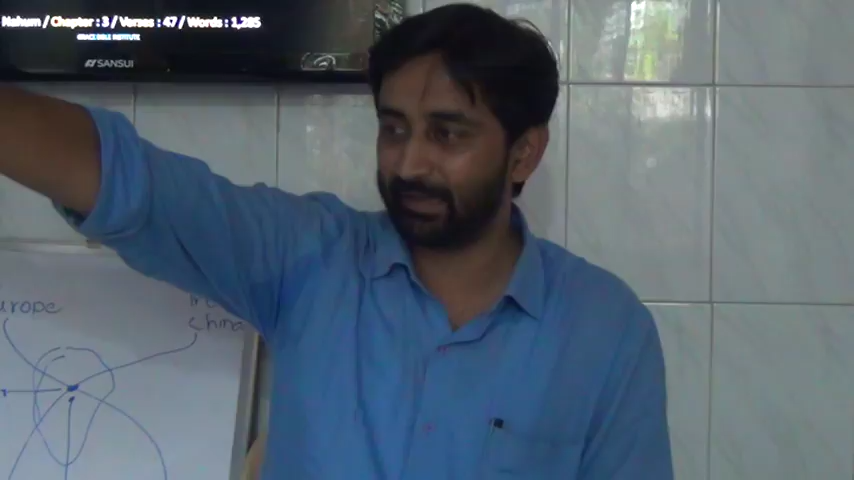 Nahum / Chapter : 3 / Verses : 47 / Words : 1,285
GRACE BIBLE INSTITUTE
SANSUI
urope
China